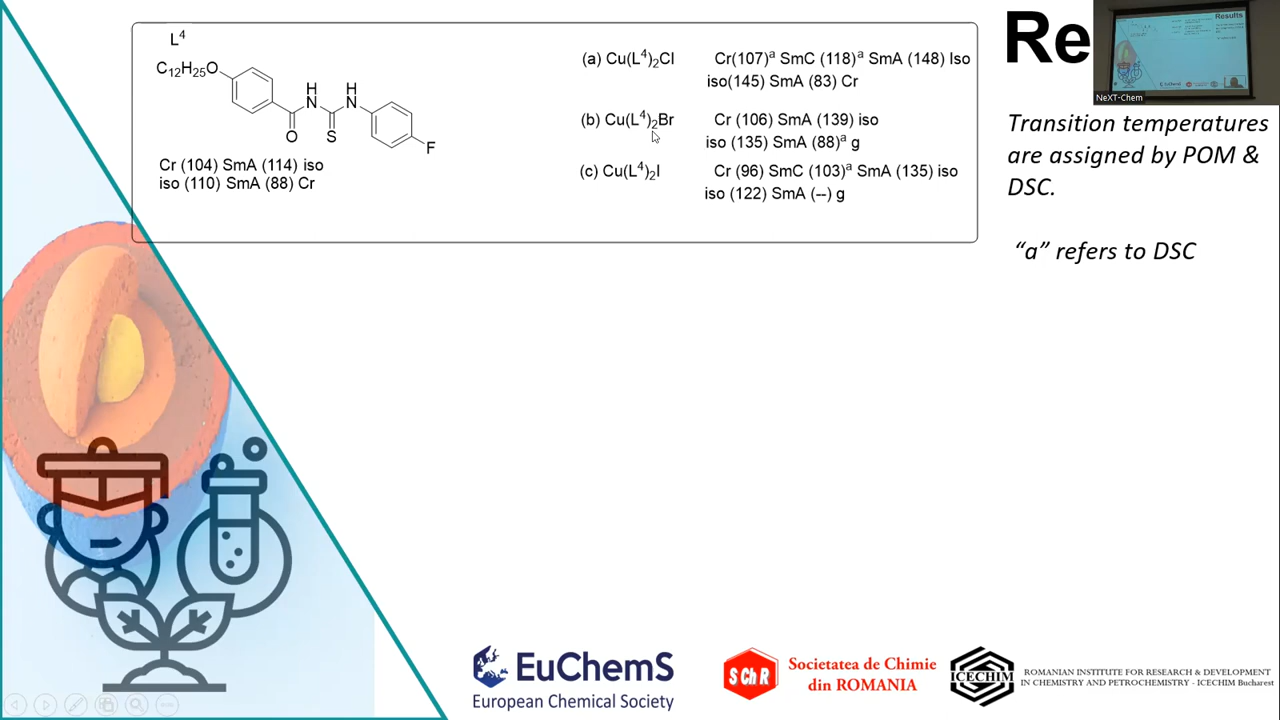 L4
C12H25O
H
N
H
N
O
S
F
Cr (104) SmA (114) iso
iso (110) SmA (88) Cr
(a) Cu(L4)2Cl Cr(107)a SmC (118)a SmA (148) Iso
iso(145) SmA (83) Cr
(b) Cu(L4)2Br Cr (106) SmA (139) iso
iso (135) SmA (88)a g
(c) Cu(L4)2I Cr (96) SmC (103)a SmA (135) iso
iso (122) SmA (--) g
Re
Results
NeXT-Chem
Transition temperatures
are assigned by POM &
DSC.
“a” refers to DSC
EuChemS
European Chemical Society
S Ch R
Societatea de Chimie
din ROMANIA
ICECHIM
ROMANIAN INSTITUTE FOR RESEARCH & DEVELOPMENT
IN CHEMISTRY AND PETROCHEMISTRY - ICECHIM Bucharest